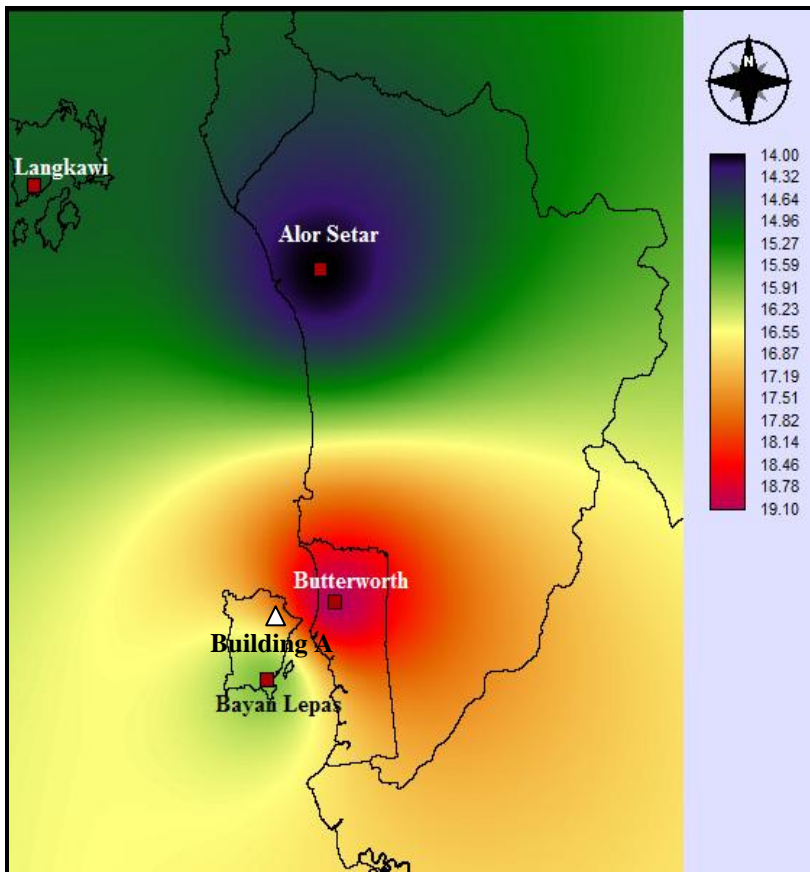 N
Langkawi
Alor Setar
Butterworth
Building A
Bayan Lepas
14.00
14.32
14.64
14.96
15.27
15.59
15.91
16.23
16.55
16.87
17.19
17.51
17.82
18.14
18.46
18.78
19.10